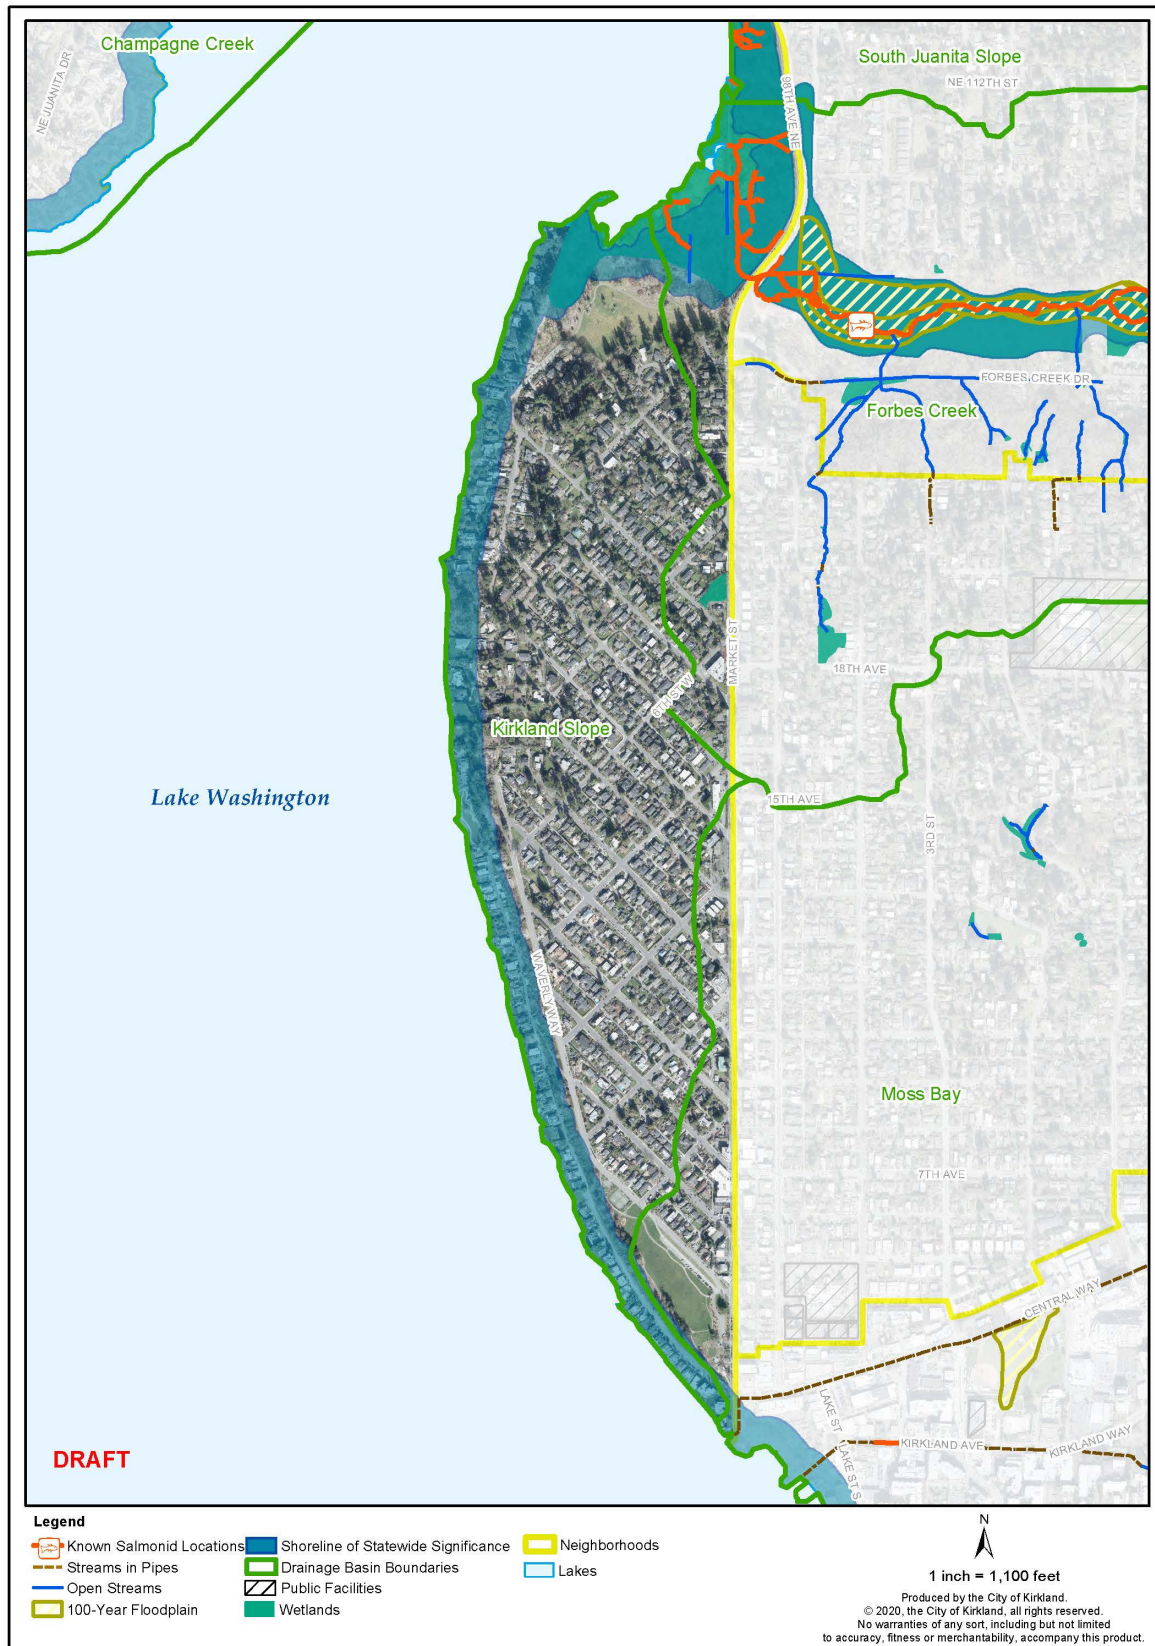 Champagne Creek
South Juanita Slope
NE JUANITA DR
98TH AVE NE
NE 112TH ST
FORBES CREEK DR
Forbes Creek
MARKET ST
18TH AVE
6TH ST W
Kirkland Slope
Lake Washington
15TH AVE
3RD ST
WAVERLY WAY
Moss Bay
7TH AVE
CENTRAL WAY
LAKE ST
LAKE ST S
KIRKLAND AVE
KIRKLAND WAY
DRAFT
Legend
Known Salmonid Locations
Streams in Pipes
Open Streams
100-Year Floodplain
Shoreline of Statewide Significance
Drainage Basin Boundaries
Public Facilities
Wetlands
Neighborhoods
Lakes
N
1 inch = 1,100 feet
Produced by the City of Kirkland.
© 2020, the City of Kirkland, all rights reserved.
No warranties of any sort, including but not limited
to accuracy, fitness or merchantability, accompany this product.